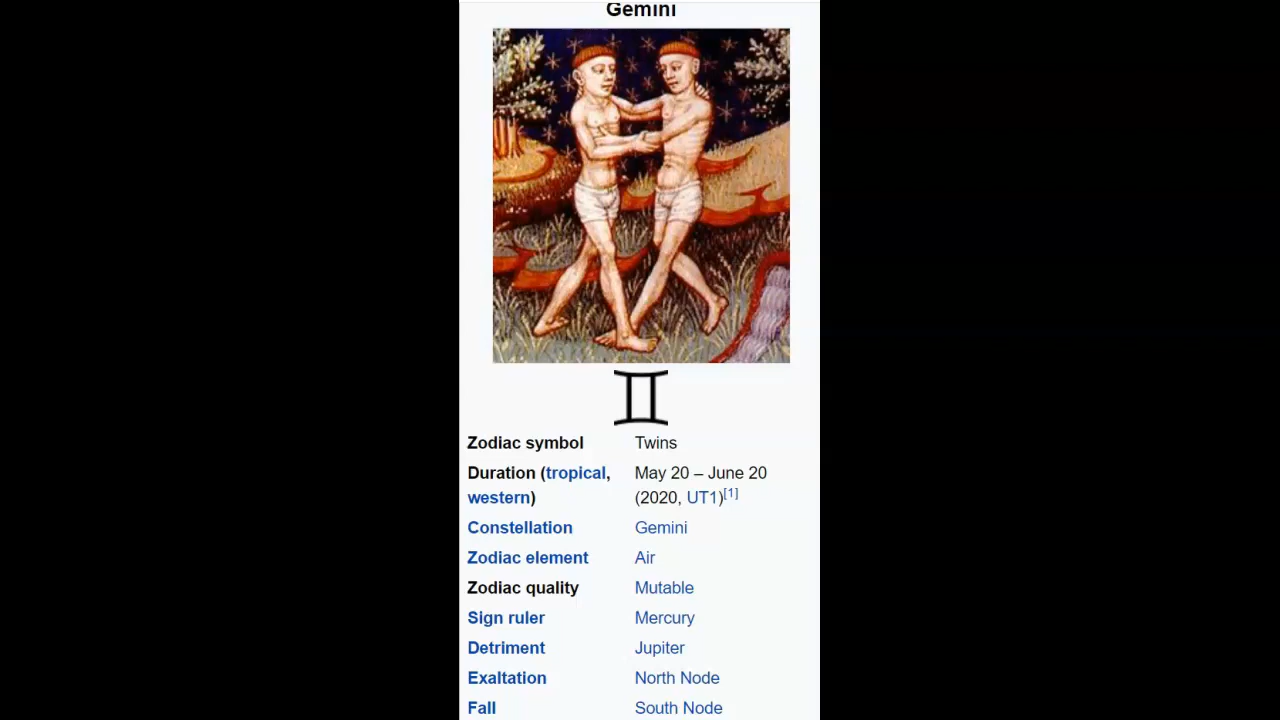 Gemini
Zodiac symbol Twins
Duration (tropical, May 20 – June 20
western) (2020, UT1)[1]
Constellation Gemini
Zodiac element Air
Zodiac quality Mutable
Sign ruler Mercury
Detriment Jupiter
Exaltation North Node
Fall South Node